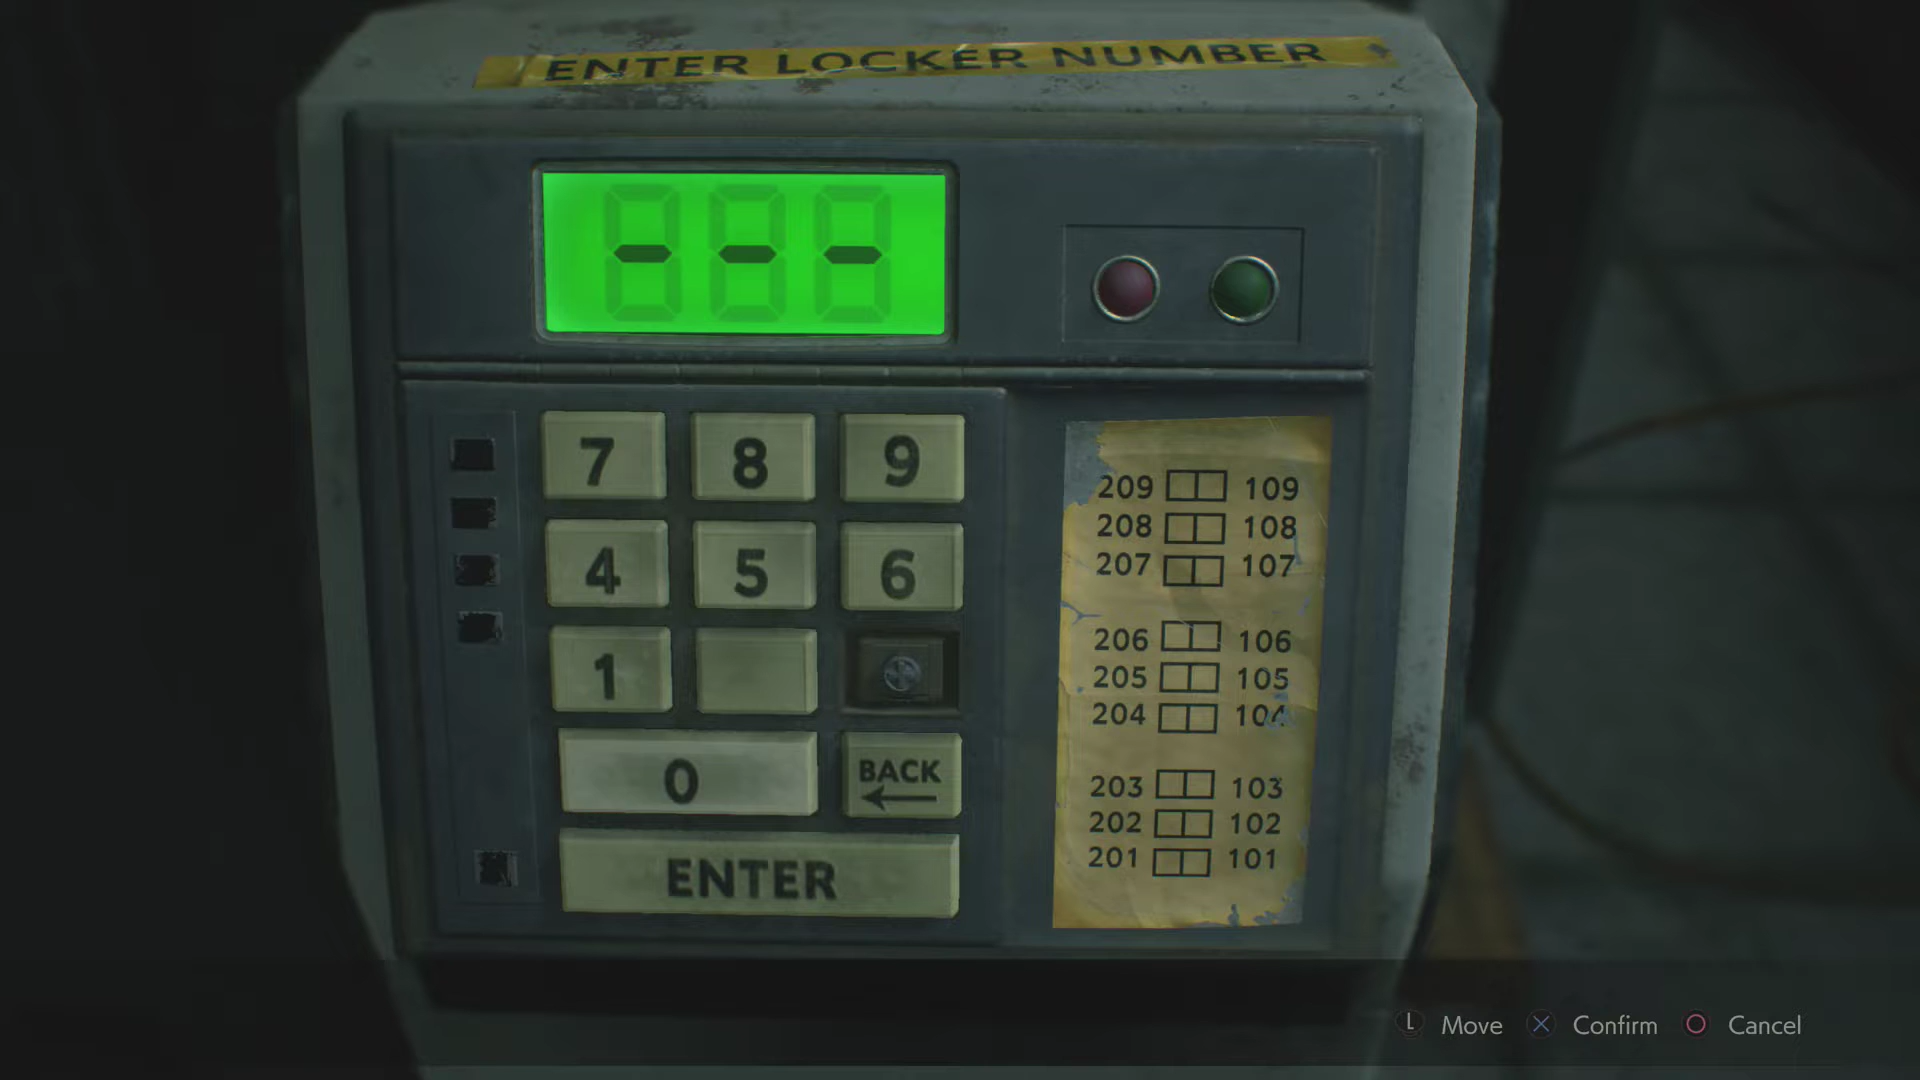 ENTER LOCKER NUMBER
7 8 9
4 5 6
1
0 BACK
ENTER
209 109
208 108
207 107
206 106
205 105
204 104
203 103
202 102
201 101
L Move Confirm Cancel